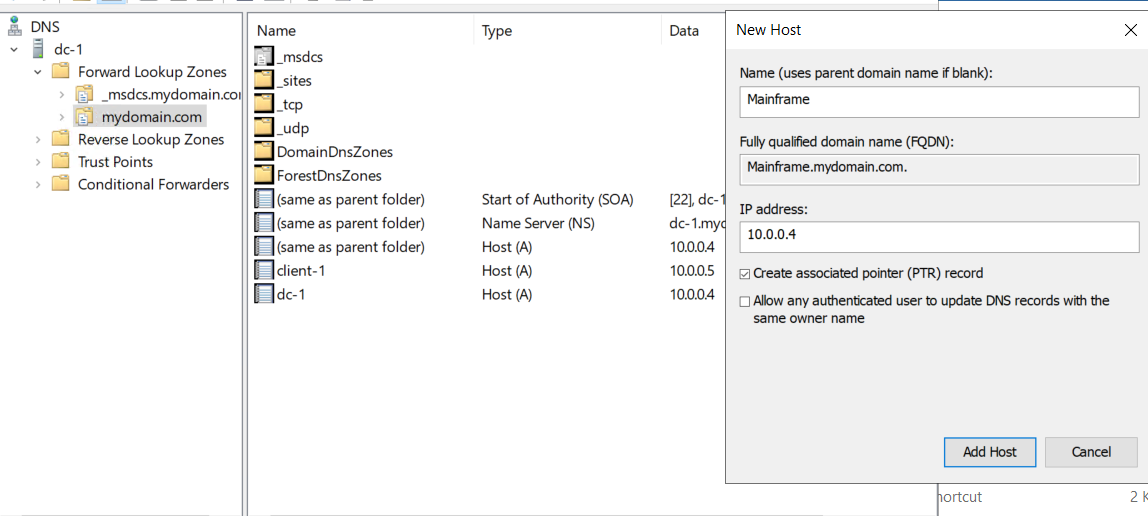 DNS
dc-1
Forward Lookup Zones
_msdcs.mydomain.co
mydomain.com
Reverse Lookup Zones
Trust Points
Conditional Forwarders
Name Type Data
_msdcs
_sites
_tcp
_udp
DomainDnsZones
ForestDnsZones
(same as parent folder) Start of Authority (SOA) [22], dc-1
(same as parent folder) Name Server (NS) dc-1.myd
(same as parent folder) Host (A) 10.0.0.4
client-1 Host (A) 10.0.0.5
dc-1 Host (A) 10.0.0.4
New Host
Name (uses parent domain name if blank):
Mainframe
Fully qualified domain name (FQDN):
Mainframe.mydomain.com.
IP address:
10.0.0.4
Create associated pointer (PTR) record
Allow any authenticated user to update DNS records with the
same owner name
Add Host Cancel
hortcut 2 K